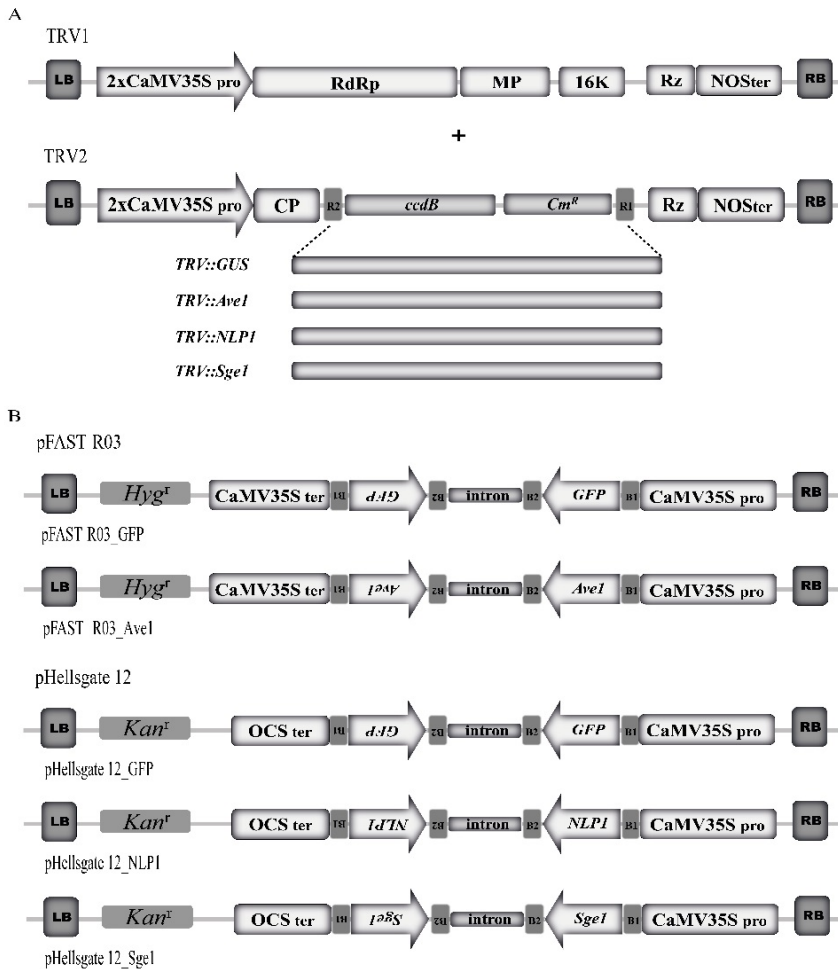 A
TRV1
LB 2xCaMV35S pro RdRp MP 16K Rz NOSter RB
+
TRV2
LB 2xCaMV35S pro CP R2 ccdB Cm^R R1 Rz NOSter RB
TRV::GUS
TRV::Ave1
TRV::NLP1
TRV::Sge1
B
pFAST R03
LB Hyg^r CaMV35S ter B1 GFP B2 intron B2 GFP B1 CaMV35S pro RB
pFAST R03_GFP
LB Hyg^r CaMV35S ter B1 Ave1 B2 intron B2 Ave1 B1 CaMV35S pro RB
pFAST R03_Ave1
pHellsgate 12
LB Kan^r OCS ter B1 GFP B2 intron B2 GFP B1 CaMV35S pro RB
pHellsgate 12_GFP
LB Kan^r OCS ter B1 NLP1 B2 intron B2 NLP1 B1 CaMV35S pro RB
pHellsgate 12_NLP1
LB Kan^r OCS ter B1 Sge1 B2 intron B2 Sge1 B1 CaMV35S pro RB
pHellsgate 12_Sge1